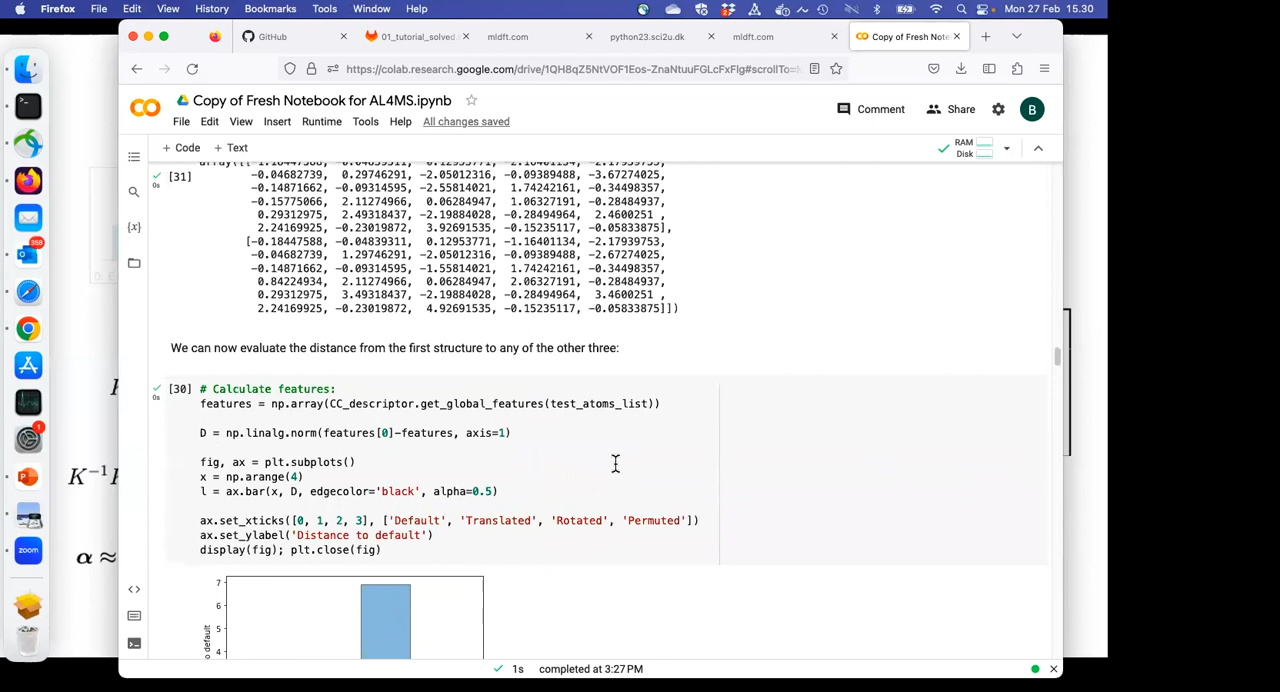 Firefox File Edit View History Bookmarks Tools Window Help Mon 27 Feb 15.30
GitHub 01_tutorial_solved. mldft.com python23.sci2u.dk mldft.com Copy of Fresh Note
https://colab.research.google.com/drive/1QH8qZ5NtVOF1Eos-ZnaNtuuFGLcFxFlg#scrollTo=
Copy of Fresh Notebook for AL4MS.ipynb
Comment Share B
File Edit View Insert Runtime Tools Help All changes saved
+ Code + Text
RAM
Disk
[31]
-0.04682739, 0.29746291, -2.05012316, -0.09389488, -3.67274025,
-0.14871662, -0.09314595, -2.55814021, 1.74242161, -0.34498357,
-0.15775066, 2.11274966, 0.06284947, 1.06327191, -0.28484937,
0.29312975, 2.49318437, -2.19884028, -0.28494964, 2.4600251 ,
2.24169925, -0.23019872, 3.92691535, -0.15235117, -0.05833875],
[-0.18447588, -0.04839311, 0.12953771, -1.16401134, -2.17939753,
-0.04682739, 1.29746291, -2.05012316, -0.09389488, -2.67274025,
-0.14871662, -0.09314595, -1.55814021, 1.74242161, -0.34498357,
0.84224934, 2.11274966, 0.06284947, 2.06327191, -0.28484937,
0.29312975, 3.49318437, -2.19884028, -0.28494964, 3.4600251 ,
2.24169925, -0.23019872, 4.92691535, -0.15235117, -0.05833875]])
We can now evaluate the distance from the first structure to any of the other three:
[30] # Calculate features:
features = np.array(CC_descriptor.get_global_features(test_atoms_list))
D = np.linalg.norm(features[0]-features, axis=1)
fig, ax = plt.subplots()
x = np.arange(4)
l = ax.bar(x, D, edgecolor='black', alpha=0.5)
ax.set_xticks([0, 1, 2, 3], ['Default', 'Translated', 'Rotated', 'Permuted'])
ax.set_ylabel('Distance to default')
display(fig); plt.close(fig)
7
6
5
4
o default
1s completed at 3:27 PM
zoom